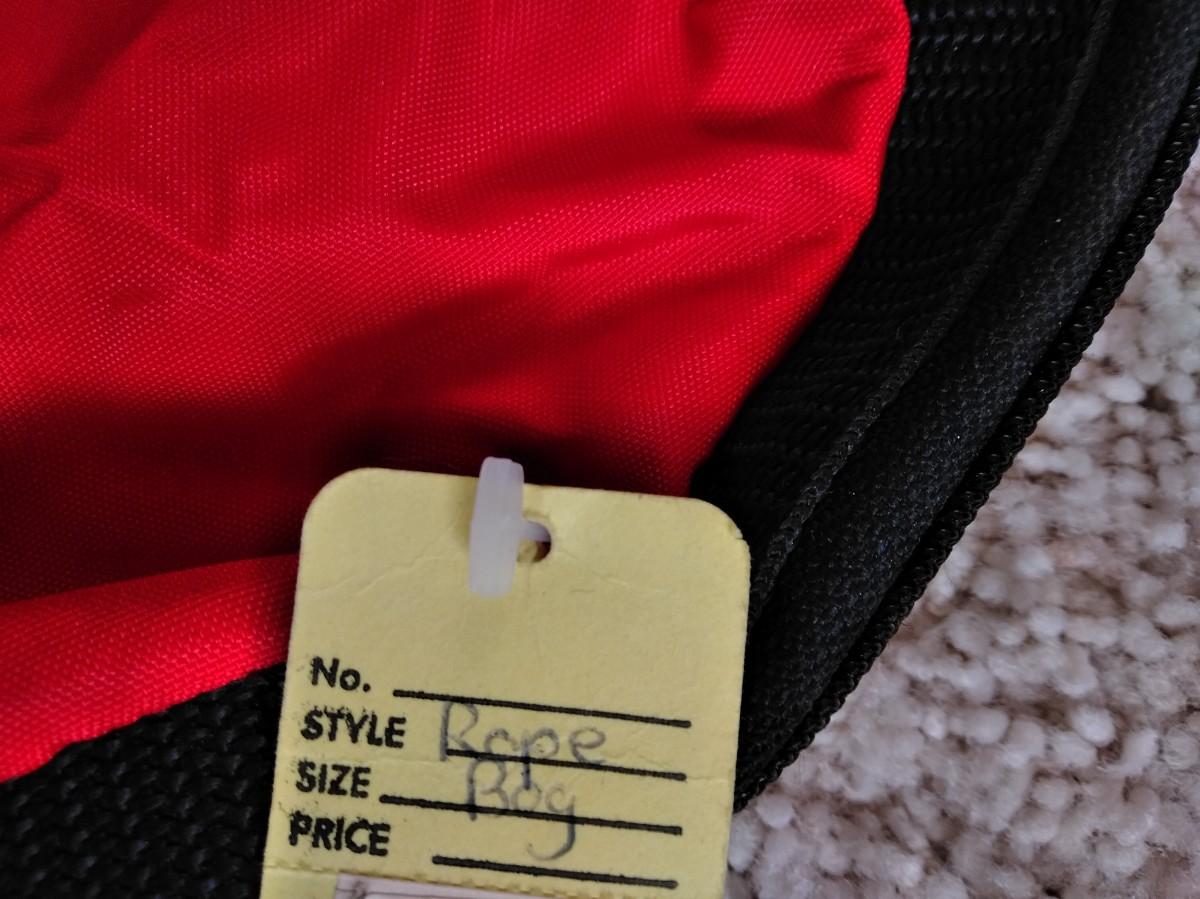 No.
STYLE Rope
SIZE Bag
PRICE